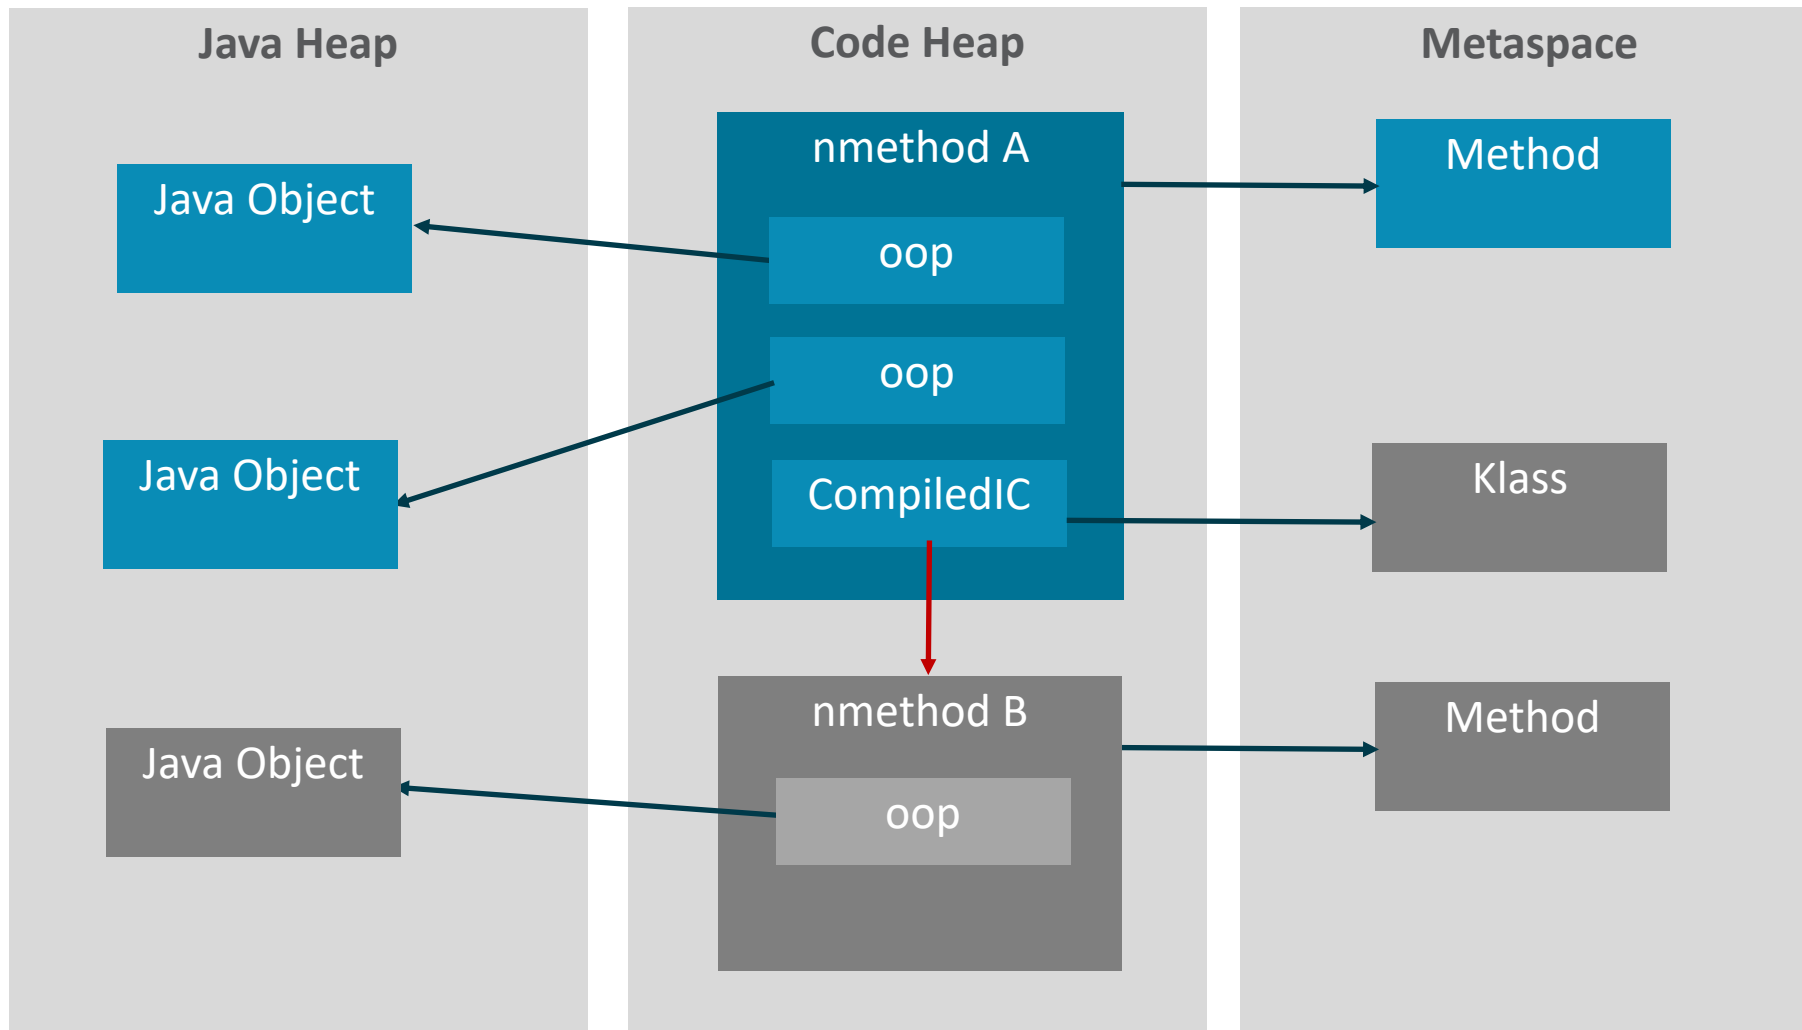 Java Heap
Java Object
Java Object
Java Object
Code Heap
nmethod A
oop
oop
CompiledIC
nmethod B
oop
Metaspace
Method
Klass
Method